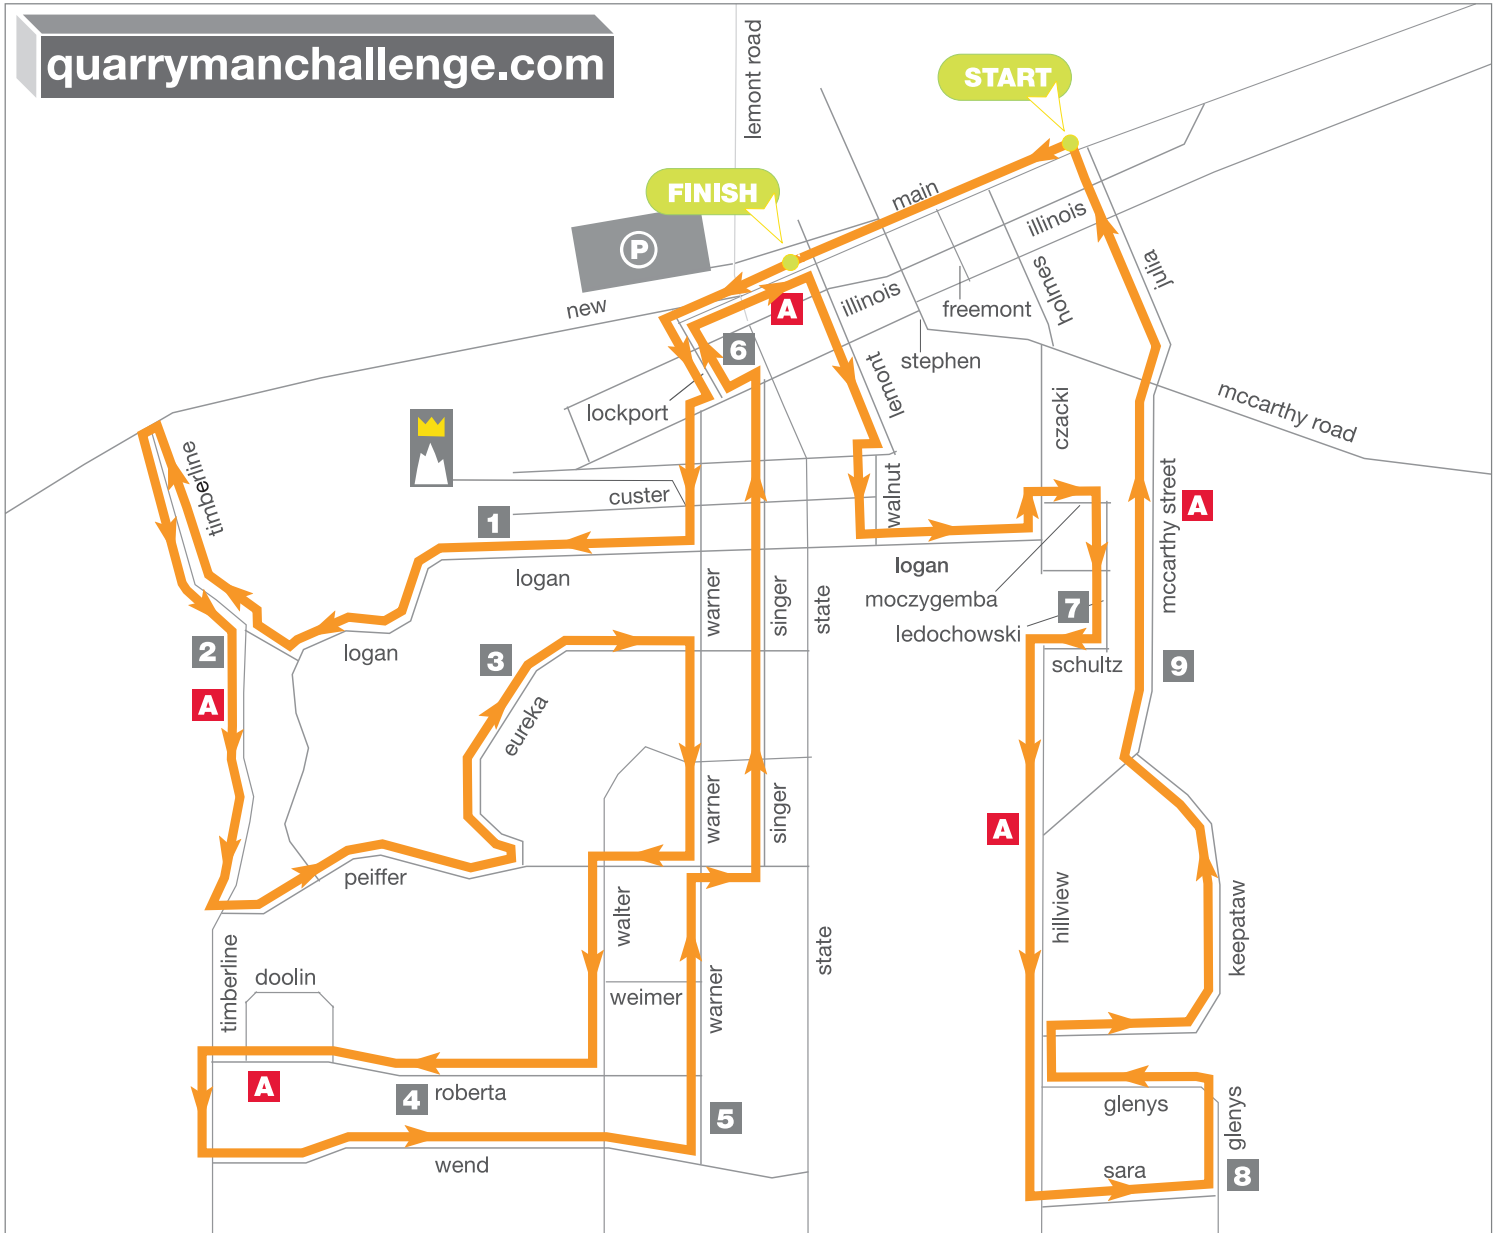 quarrymanchallenge.com
lemont road
START
FINISH
main
P
illinois
julia
new
A
illinois
freemont
holmes
6
stephen
lockport
lemont
czacki
mccarthy road
timberline
custer
walnut
mccarthy street
A
1
logan
logan
moczygemba
warner
singer
state
7
ledochowski
2
logan
3
schultz
9
A
eureka
warner
singer
A
peiffer
walter
hillview
keepataw
timberline
doolin
weimer
warner
state
A
4
roberta
5
glenys
glenys
wend
sara
8